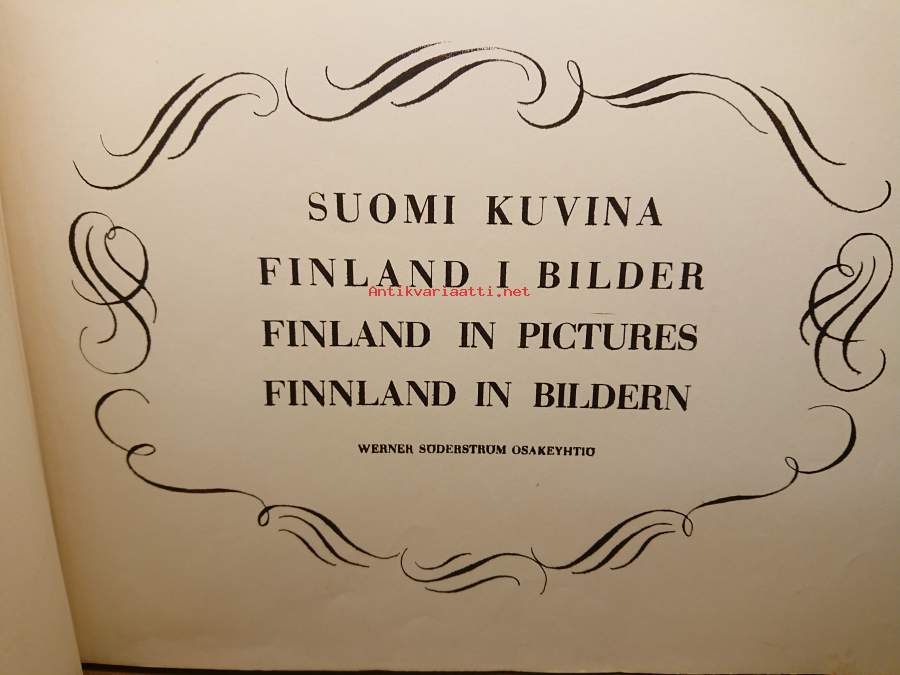 SUOMI KUVINA
FINLAND I BILDER
Antikvariaatti.net
FINLAND IN PICTURES
FINNLAND IN BILDERN
WERNER SÖDERSTRÖM OSAKEYHTIÖ